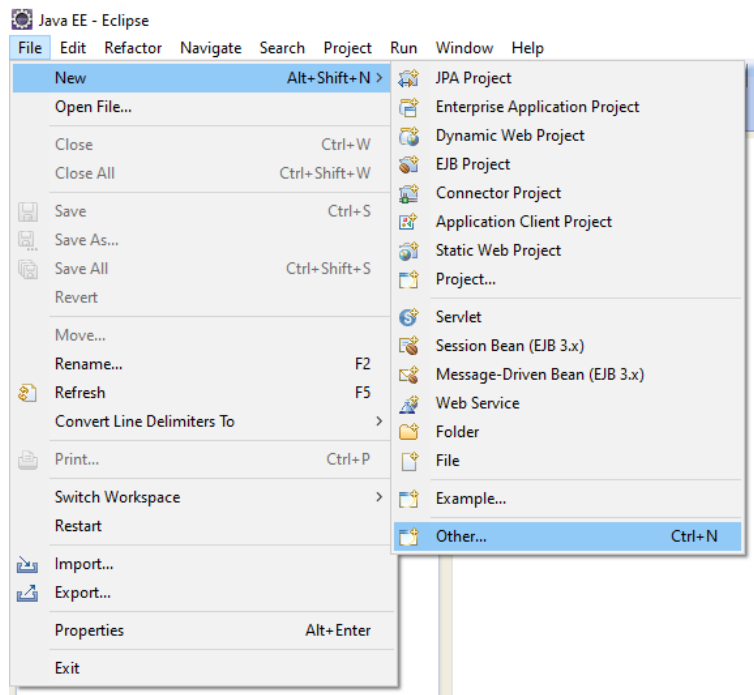 Java EE - Eclipse
File Edit Refactor Navigate Search Project Run Window Help
New Alt+Shift+N >
Open File...
Close Ctrl+W
Close All Ctrl+Shift+W
Save Ctrl+S
Save As...
Save All Ctrl+Shift+S
Revert
Move...
Rename... F2
Refresh F5
Convert Line Delimiters To >
Print... Ctrl+P
Switch Workspace >
Restart
Import...
Export...
Properties Alt+Enter
Exit
JPA Project
Enterprise Application Project
Dynamic Web Project
EJB Project
Connector Project
Application Client Project
Static Web Project
Project...
Servlet
Session Bean (EJB 3.x)
Message-Driven Bean (EJB 3.x)
Web Service
Folder
File
Example...
Other... Ctrl+N